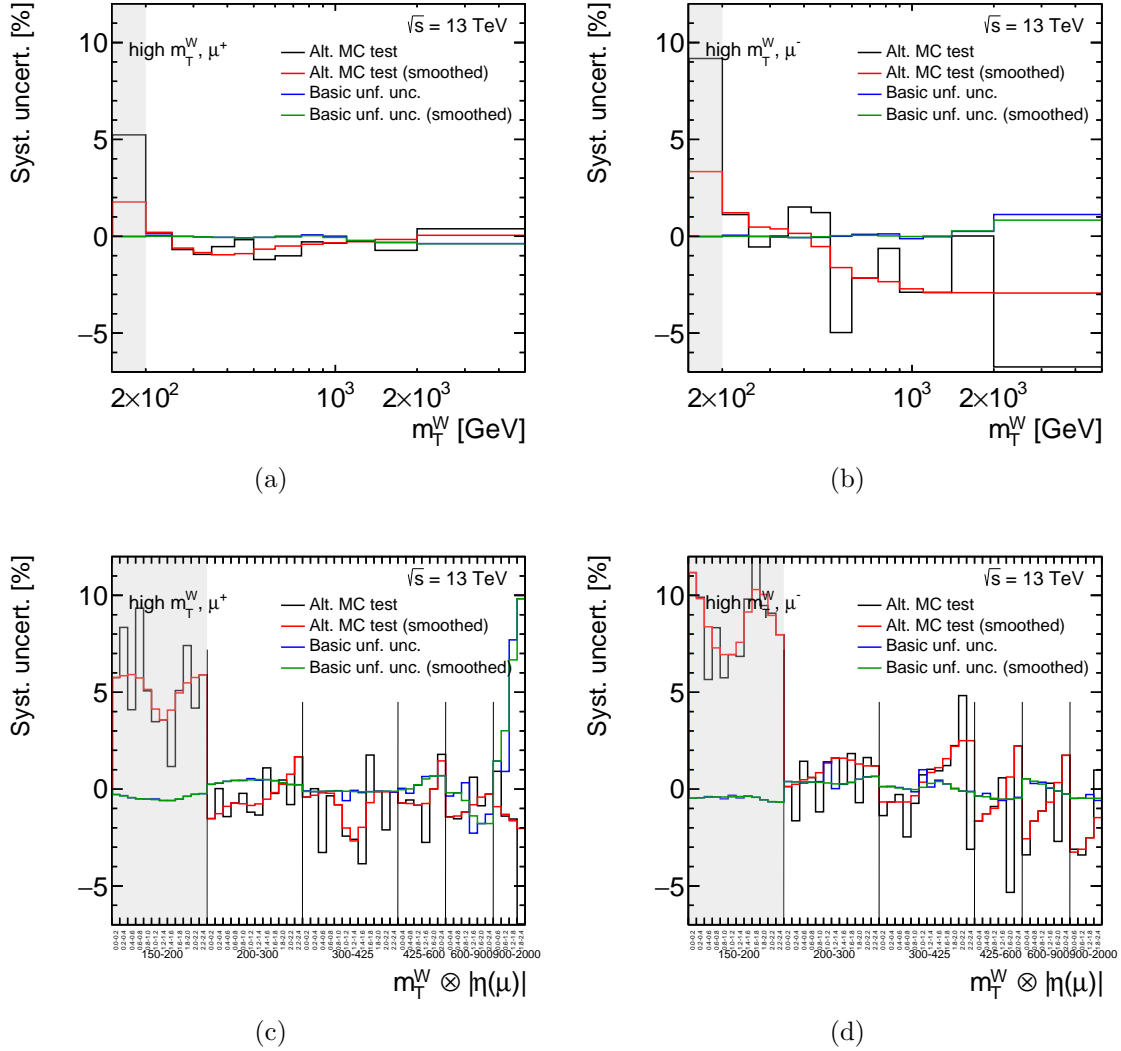 Syst. uncert. [%]
√s = 13 TeV
high m_T^W, μ⁺
Alt. MC test
Alt. MC test (smoothed)
Basic unf. unc.
Basic unf. unc. (smoothed)
10
5
0
−5
2×10²
10³
2×10³
m_T^W [GeV]
(a)
Syst. uncert. [%]
√s = 13 TeV
high m_T^W, μ⁻
Alt. MC test
Alt. MC test (smoothed)
Basic unf. unc.
Basic unf. unc. (smoothed)
10
5
0
−5
2×10²
10³
2×10³
m_T^W [GeV]
(b)
Syst. uncert. [%]
√s = 13 TeV
high m_T^W, μ⁺
Alt. MC test
Alt. MC test (smoothed)
Basic unf. unc.
Basic unf. unc. (smoothed)
10
5
0
−5
150-200
200-300
300-425
425-600
600-900
900-2000
m_T^W ⊗ |η(μ)|
(c)
Syst. uncert. [%]
√s = 13 TeV
high m_T^W, μ⁻
Alt. MC test
Alt. MC test (smoothed)
Basic unf. unc.
Basic unf. unc. (smoothed)
10
5
0
−5
150-200
200-300
300-425
425-600
600-900
900-2000
m_T^W ⊗ |η(μ)|
(d)